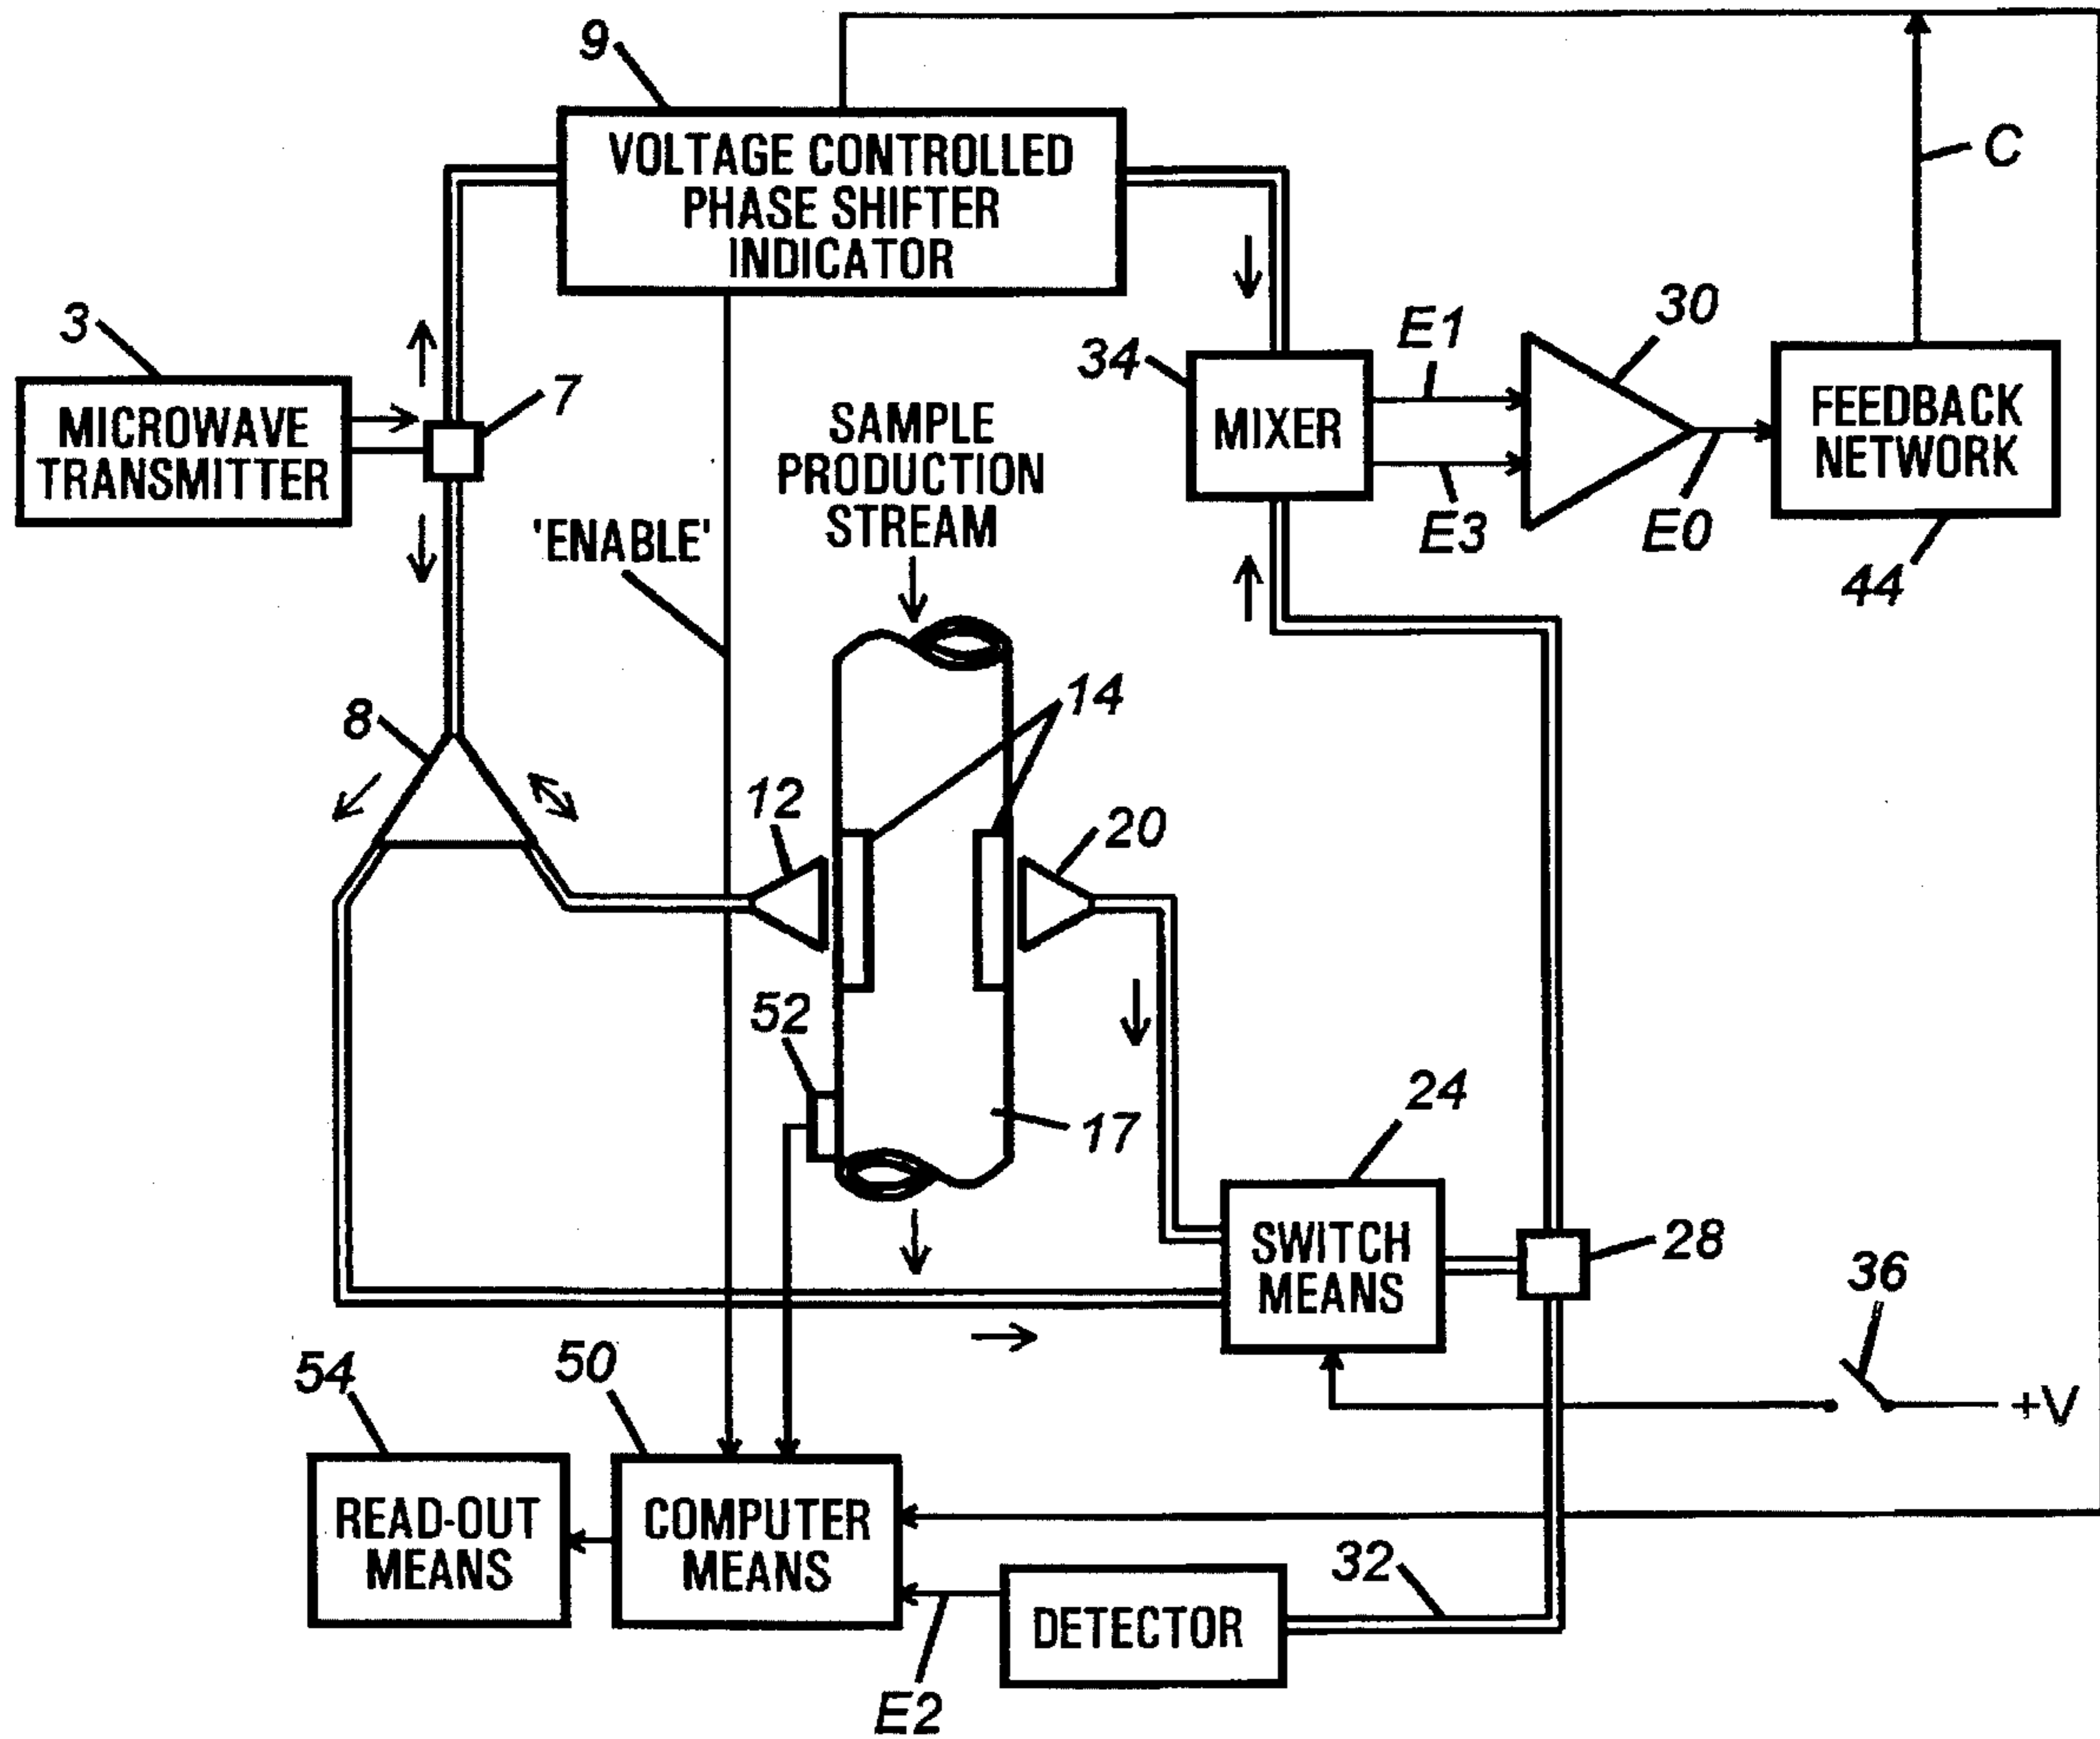 9
VOLTAGE CONTROLLED
PHASE SHIFTER
INDICATOR
C
3
MICROWAVE
TRANSMITTER
7
'ENABLE'
SAMPLE
PRODUCTION
STREAM
34
MIXER
E1
E3
30
E0
FEEDBACK
NETWORK
44
8
12
14
20
52
17
24
SWITCH
MEANS
28
36
+V
54
READ-OUT
MEANS
50
COMPUTER
MEANS
E2
DETECTOR
32